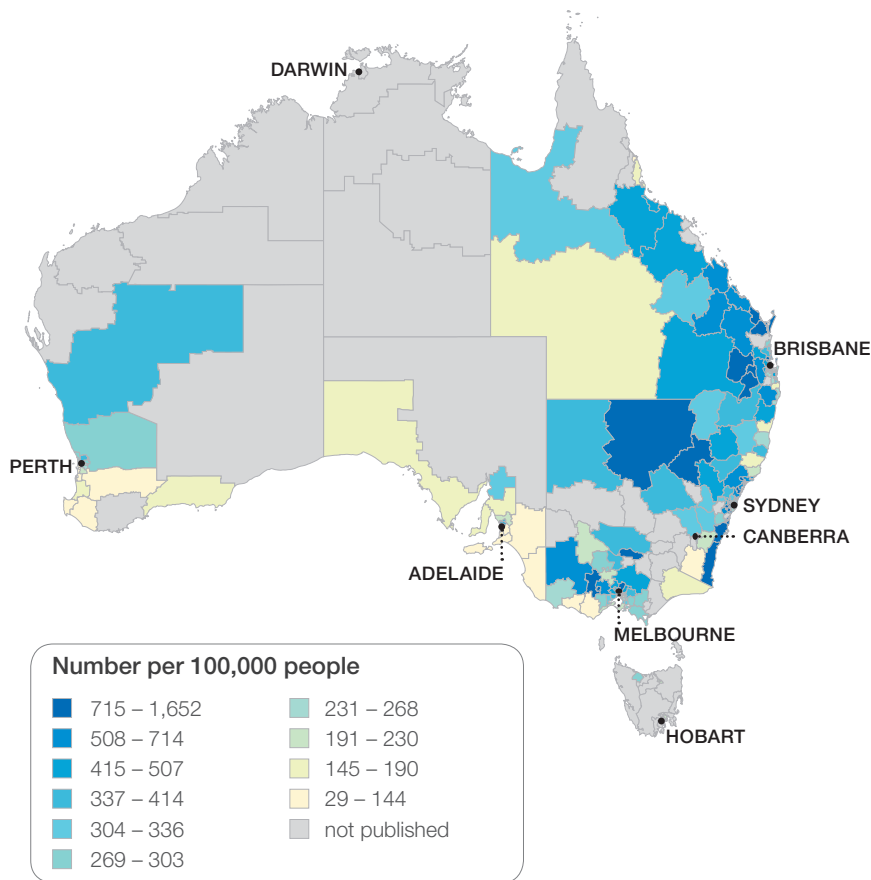 DARWIN
BRISBANE
PERTH
SYDNEY
CANBERRA
ADELAIDE
MELBOURNE
HOBART
Number per 100,000 people
715 – 1,652
508 – 714
415 – 507
337 – 414
304 – 336
269 – 303
231 – 268
191 – 230
145 – 190
29 – 144
not published